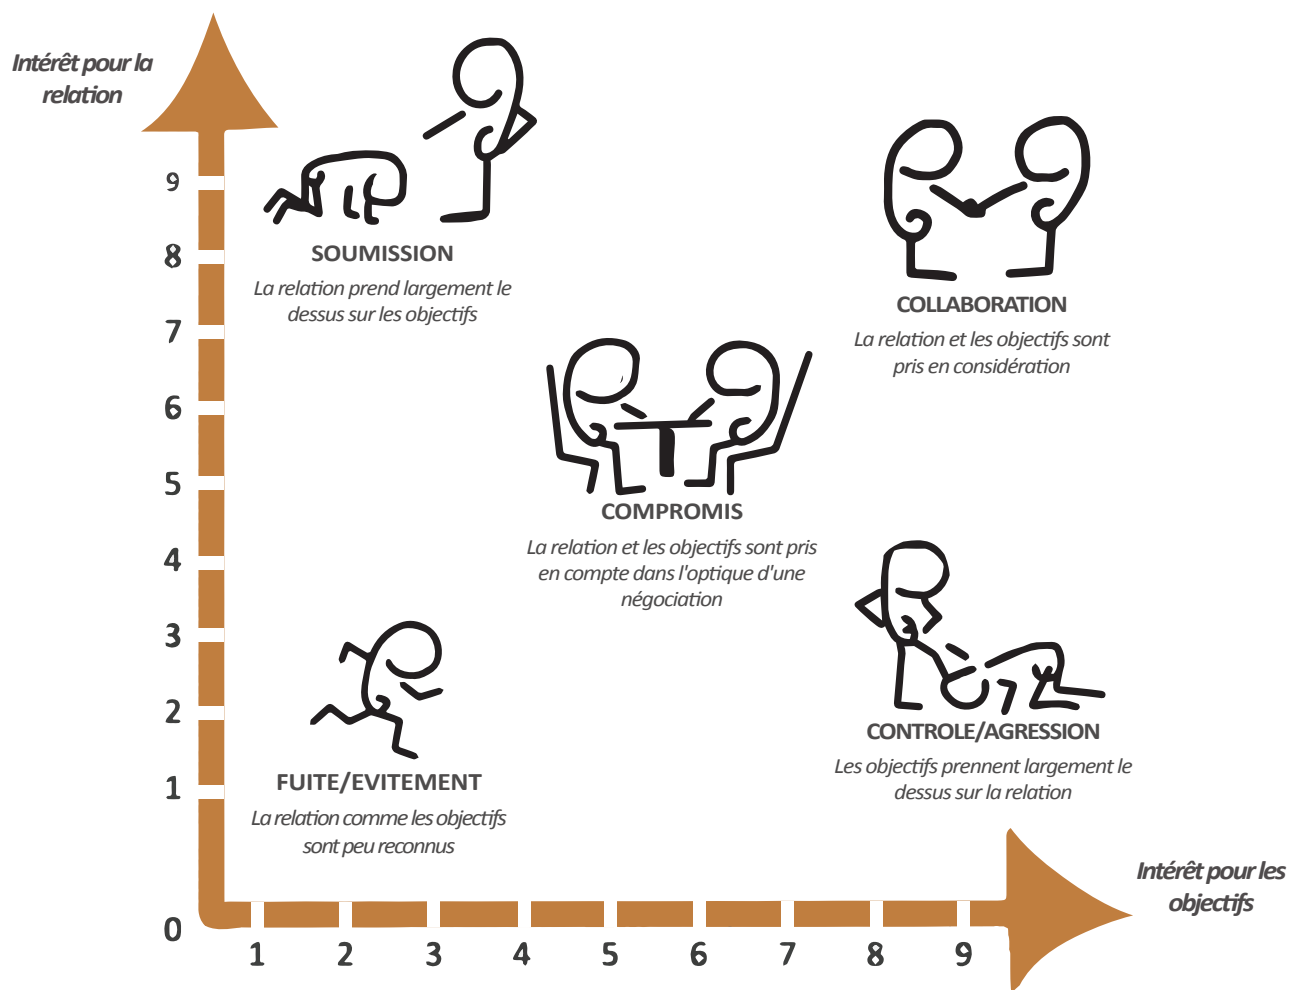 Intérêt pour la
relation
9
8
7
6
5
4
3
2
1
0
SOUMISSION
La relation prend largement le
dessus sur les objectifs
COLLABORATION
La relation et les objectifs sont
pris en considération
COMPROMIS
La relation et les objectifs sont pris
en compte dans l'optique d'une
négociation
FUITE/EVITEMENT
La relation comme les objectifs
sont peu reconnus
CONTROLE/AGRESSION
Les objectifs prennent largement le
dessus sur la relation
Intérêt pour les
objectifs
1 2 3 4 5 6 7 8 9